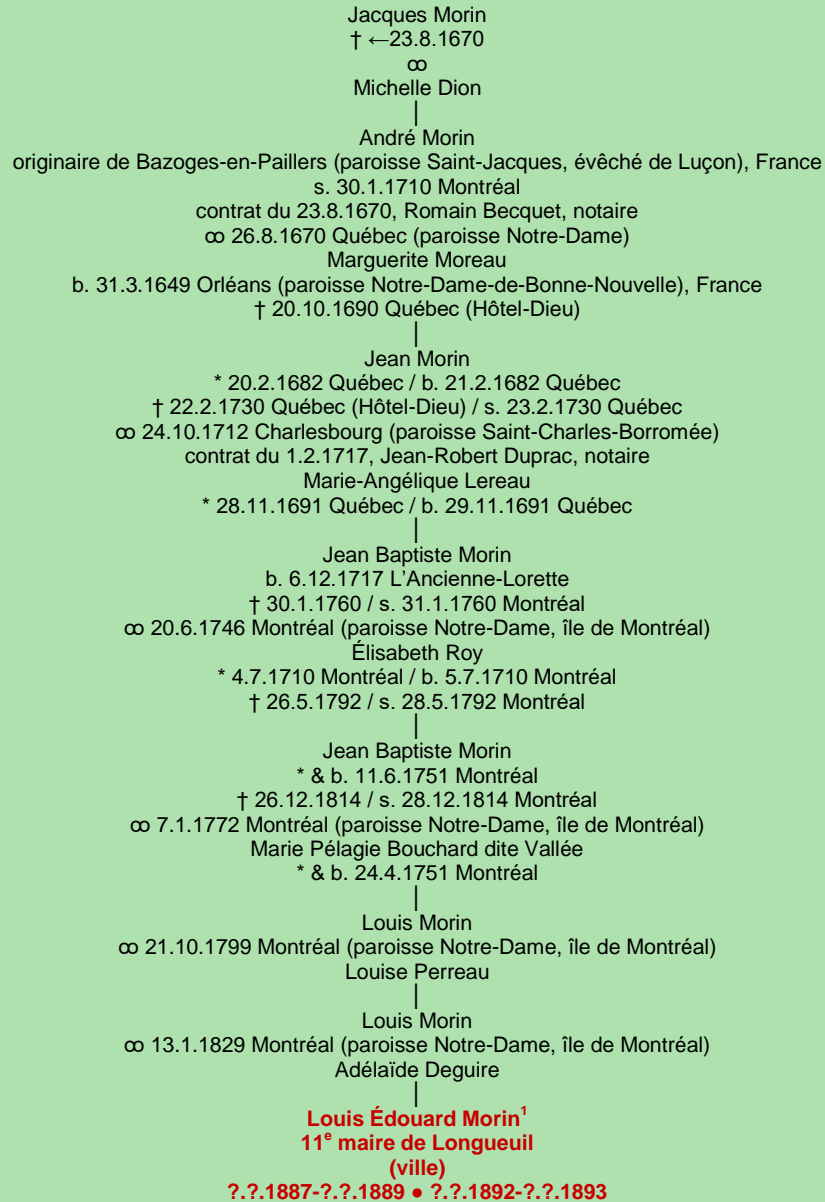 Jacques Morin
† ←23.8.1670
ꝏ
Michelle Dion
|
André Morin
originaire de Bazoges-en-Paillers (paroisse Saint-Jacques, évêché de Luçon), France
s. 30.1.1710 Montréal
contrat du 23.8.1670, Romain Becquet, notaire
ꝏ 26.8.1670 Québec (paroisse Notre-Dame)
Marguerite Moreau
b. 31.3.1649 Orléans (paroisse Notre-Dame-de-Bonne-Nouvelle), France
† 20.10.1690 Québec (Hôtel-Dieu)
|
Jean Morin
* 20.2.1682 Québec / b. 21.2.1682 Québec
† 22.2.1730 Québec (Hôtel-Dieu) / s. 23.2.1730 Québec
ꝏ 24.10.1712 Charlesbourg (paroisse Saint-Charles-Borromée)
contrat du 1.2.1717, Jean-Robert Duprac, notaire
Marie-Angélique Lereau
* 28.11.1691 Québec / b. 29.11.1691 Québec
|
Jean Baptiste Morin
b. 6.12.1717 L'Ancienne-Lorette
† 30.1.1760 / s. 31.1.1760 Montréal
ꝏ 20.6.1746 Montréal (paroisse Notre-Dame, île de Montréal)
Élisabeth Roy
* 4.7.1710 Montréal / b. 5.7.1710 Montréal
† 26.5.1792 / s. 28.5.1792 Montréal
|
Jean Baptiste Morin
* & b. 11.6.1751 Montréal
† 26.12.1814 / s. 28.12.1814 Montréal
ꝏ 7.1.1772 Montréal (paroisse Notre-Dame, île de Montréal)
Marie Pélagie Bouchard dite Vallée
* & b. 24.4.1751 Montréal
|
Louis Morin
ꝏ 21.10.1799 Montréal (paroisse Notre-Dame, île de Montréal)
Louise Perreau
|
Louis Morin
ꝏ 13.1.1829 Montréal (paroisse Notre-Dame, île de Montréal)
Adélaïde Deguire
|
Louis Édouard Morin¹
11ᵉ maire de Longueuil
(ville)
?.?.1887-?.?.1889 ● ?.?.1892-?.?.1893